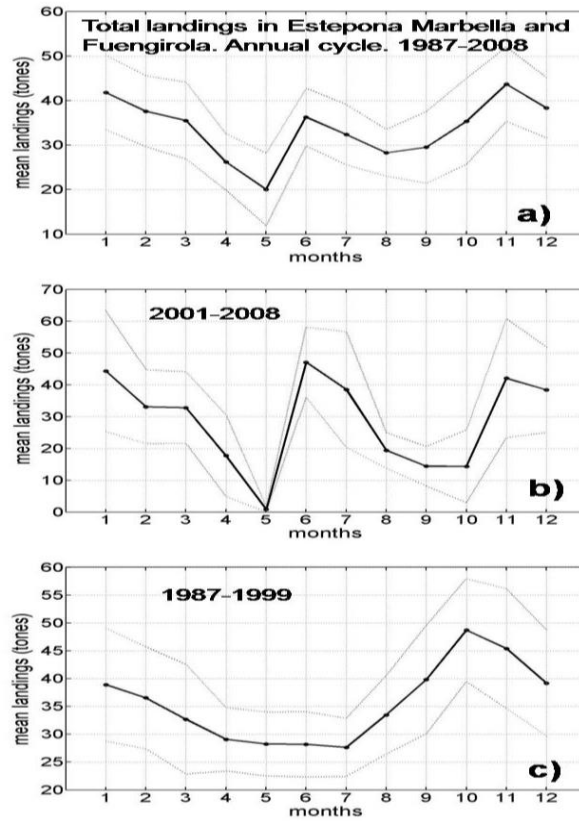 60
Total landings in Estepona Marbella and
Fuengirola. Annual cycle. 1987-2008
50
40
30
20
10
mean landings (tones)
a)
1 2 3 4 5 6 7 8 9 10 11 12
months
70
60
50
40
30
20
10
0
mean landings (tones)
2001-2008
b)
1 2 3 4 5 6 7 8 9 10 11 12
months
60
55
50
45
40
35
30
25
20
mean landings (tones)
1987-1999
c)
1 2 3 4 5 6 7 8 9 10 11 12
months